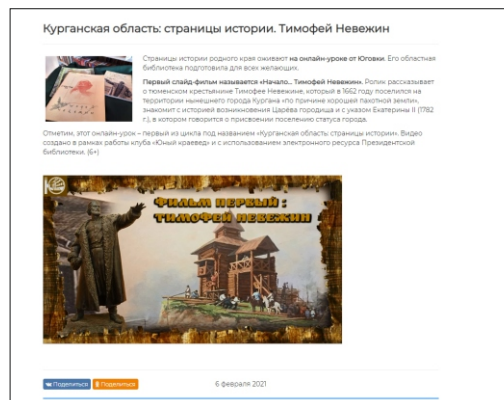 Курганская область: страницы истории. Тимофей Невежин
Страницы истории родного края оживают на онлайн-уроке от Юговки. Его областная
библиотека подготовила для всех желающих.
Первый слайд-фильм называется «Начало... Тимофей Невежин». Ролик рассказывает
о тюменском крестьянине Тимофее Невежине, который в 1662 году поселился на
территории нынешнего города Кургана «по причине хорошей пахотной земли»,
знакомит с историей возникновения Царёва городища и с указом Екатерины II (1782
г.), в котором говорится о присвоении поселению статуса города.
Отметим, этот онлайн-урок – первый из цикла под названием «Курганская область: страницы истории». Видео
создано в рамках работы клуба «Юный краевед» и с использованием электронного ресурса Президентской
библиотеки. (6+)
ФИЛЬМ ПЕРВЫЙ:
ТИМОФЕЙ НЕВЕЖИН
Поделиться Поделиться 6 февраля 2021